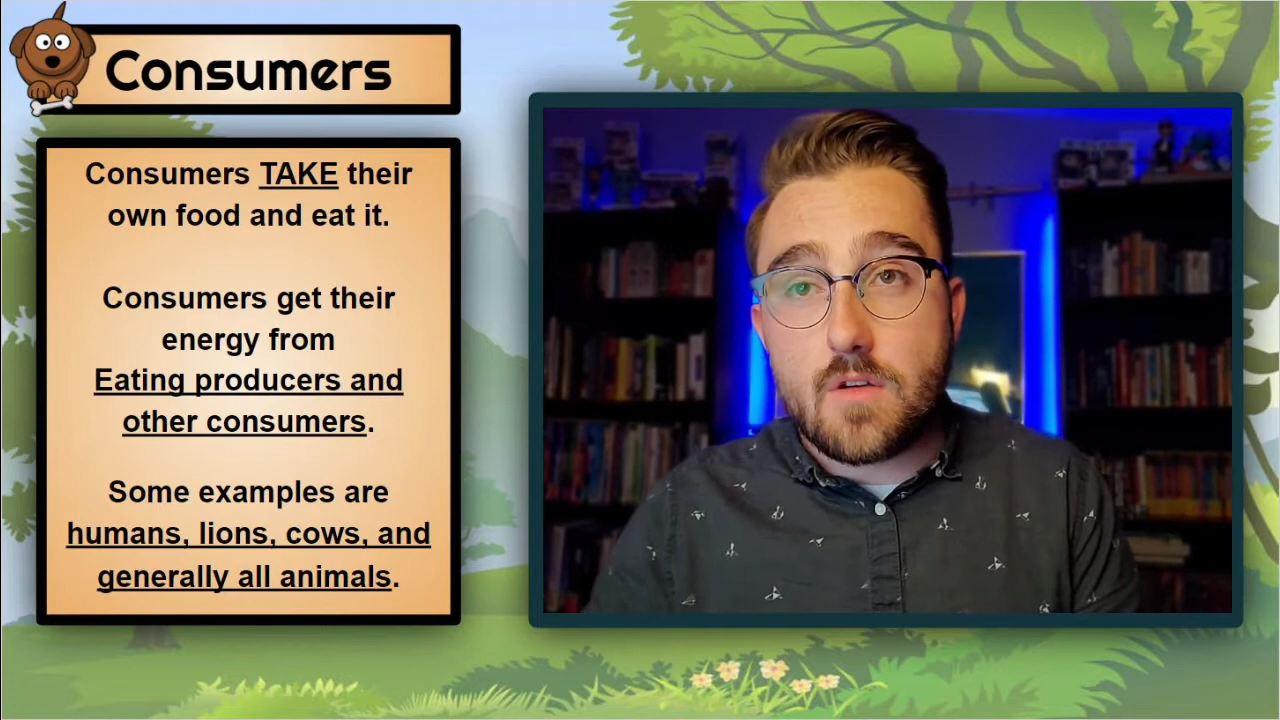 Consumers
Consumers TAKE their
own food and eat it.
Consumers get their
energy from
Eating producers and
other consumers.
Some examples are
humans, lions, cows, and
generally all animals.